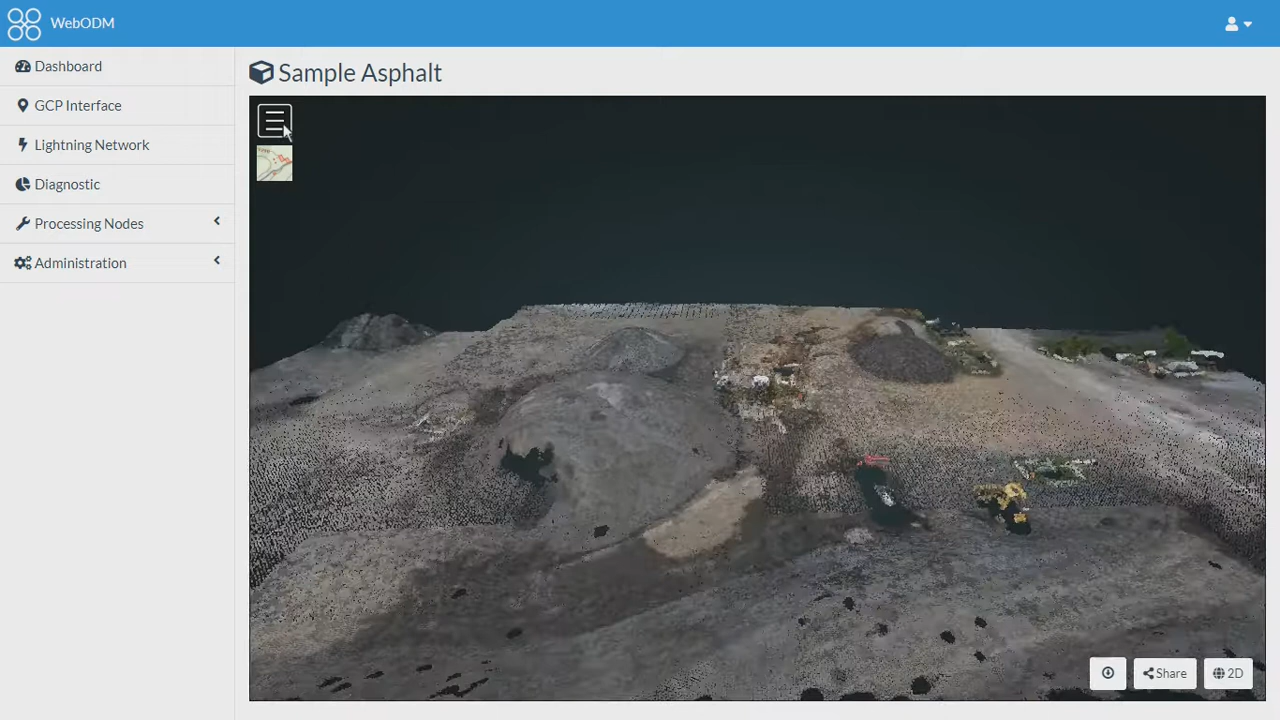 WebODM
Dashboard
GCP Interface
Lightning Network
Diagnostic
Processing Nodes
Administration
Sample Asphalt
Share
2D